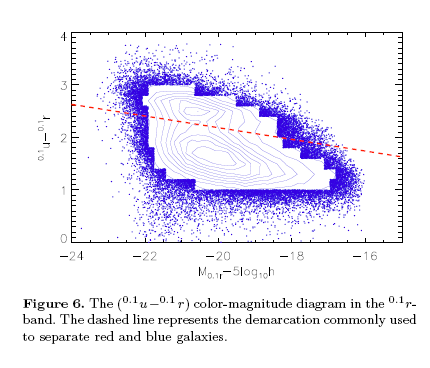 4
3
2
1
0
0.1u−0.1r
−24 −22 −20 −18 −16
M0.1r−5log10h
Figure 6. The (0.1u−0.1r) color-magnitude diagram in the 0.1r-
band. The dashed line represents the demarcation commonly used
to separate red and blue galaxies.